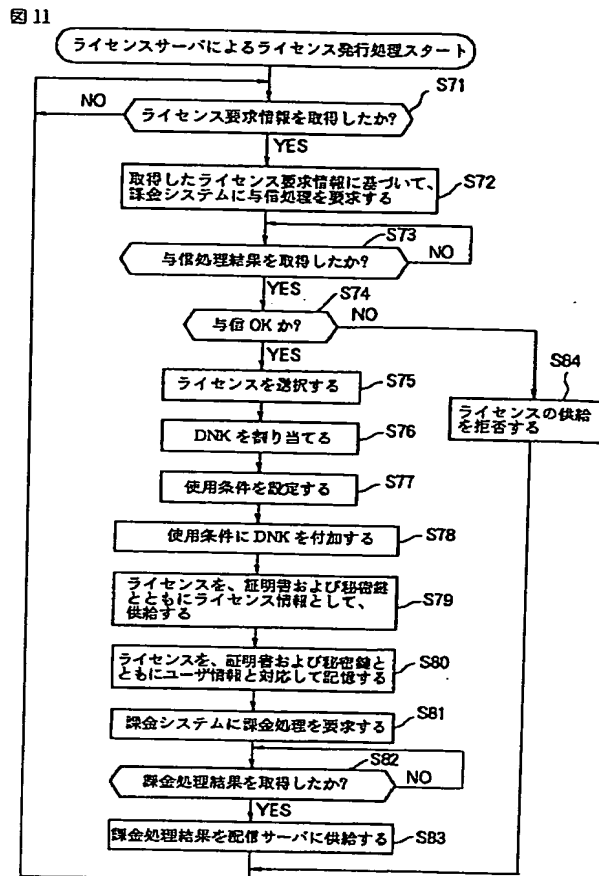 図11
ライセンスサーバによるライセンス発行処理スタート
S71
NO
ライセンス要求情報を取得したか?
YES
取得したライセンス要求情報に基づいて、
課金システムに与信処理を要求する
S72
S73
与信処理結果を取得したか?
NO
YES
S74
与信OKか?
NO
YES
S84
ライセンスを選択する
S75
ライセンスの供給
を拒否する
DNKを割り当てる
S76
使用条件を設定する
S77
使用条件にDNKを付加する
S78
ライセンスを、証明書および秘密鍵
とともにライセンス情報として、
供給する
S79
ライセンスを、証明書および秘密鍵と
ともにユーザ情報と対応して記憶する
S80
課金システムに課金処理を要求する
S81
S82
課金処理結果を取得したか?
NO
YES
課金処理結果を配信サーバに供給する
S83